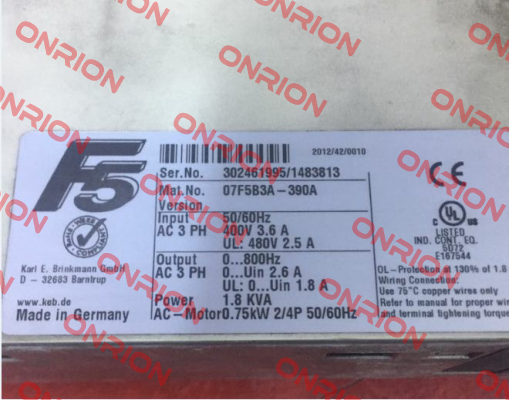 F5
2012/42/0010
Ser.No. 302461995/1483813
Mat.No. 07F5B3A-390A
Version
Input 50/60Hz
AC 3 PH 400V 3.6 A
UL: 480V 2.5 A
Output 0...800Hz
AC 3 PH 0...Uin 2.6 A
UL: 0...Uin 1.8 A
Power 1.8 KVA
AC-Motor 0.75kW 2/4P 50/60Hz
Karl E. Brinkmann GmbH
D - 32683 Barntrup
www.keb.de
Made in Germany
CE
UL
LISTED
IND. CONT. EQ.
5D72
E167544
OL-Protection at 130% of 1.8
Wiring Connection:
Use 75°C copper wires only
Refer to manual for proper wire
and terminal tightening torque
ONRION